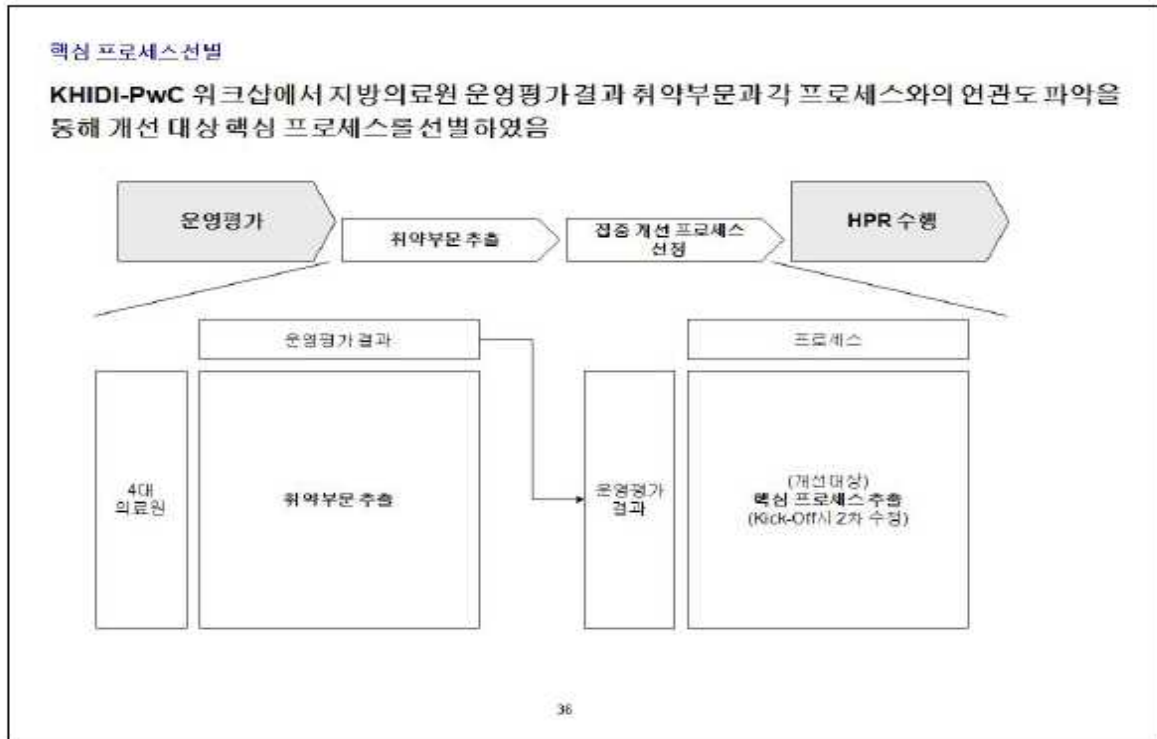 핵심 프로세스 선별
KHIDI-PwC 워크샵에서 지방의료원 운영평가결과 취약부문과 각 프로세스와의 연관도 파악을
통해 개선 대상 핵심 프로세스를 선별하였음
운영평가
취약부문 추출
집중 개선 프로세스
선정
HPR 수행
운영평가 결과
프로세스
4대
의료원
취약부문 추출
운영평가
결과
(개선대상)
핵심 프로세스 추출
(Kick-Off시 2차 수정)
36